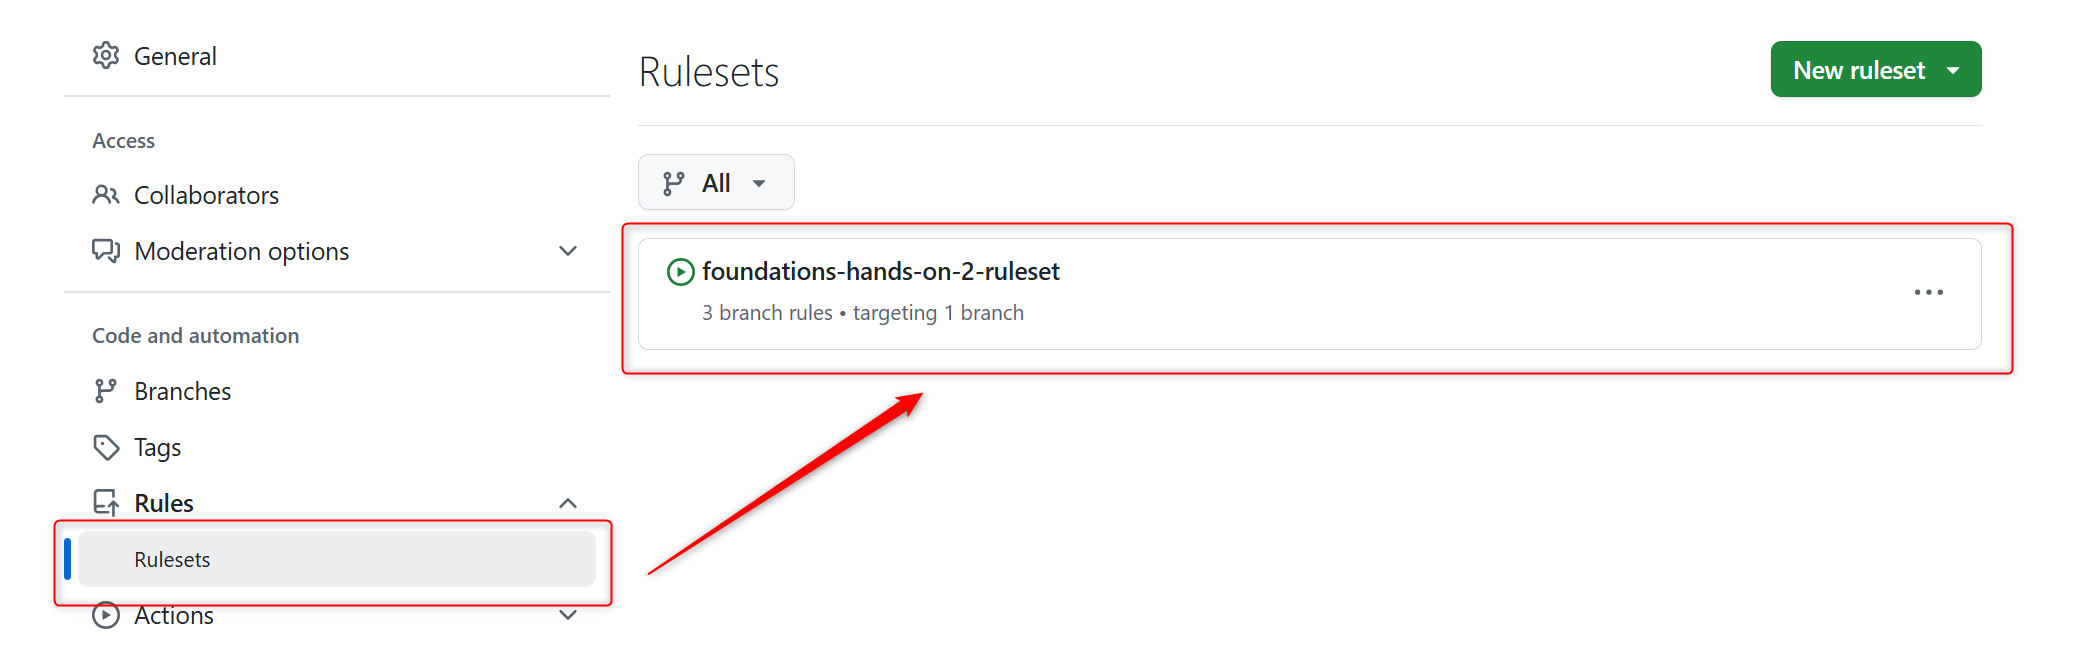 General
Access
Collaborators
Moderation options
Code and automation
Branches
Tags
Rules
Rulesets
Actions
Rulesets
New ruleset
All
foundations-hands-on-2-ruleset
3 branch rules • targeting 1 branch